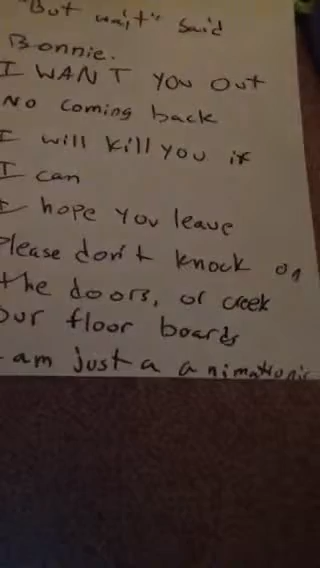 "But wait" said
Bonnie.
I WANT YOU OUT
NO coming back
I will kill you if
I can
I hope you leave
Please don't knock on
the doors, or creek
our floor boards
I am just a animatronic